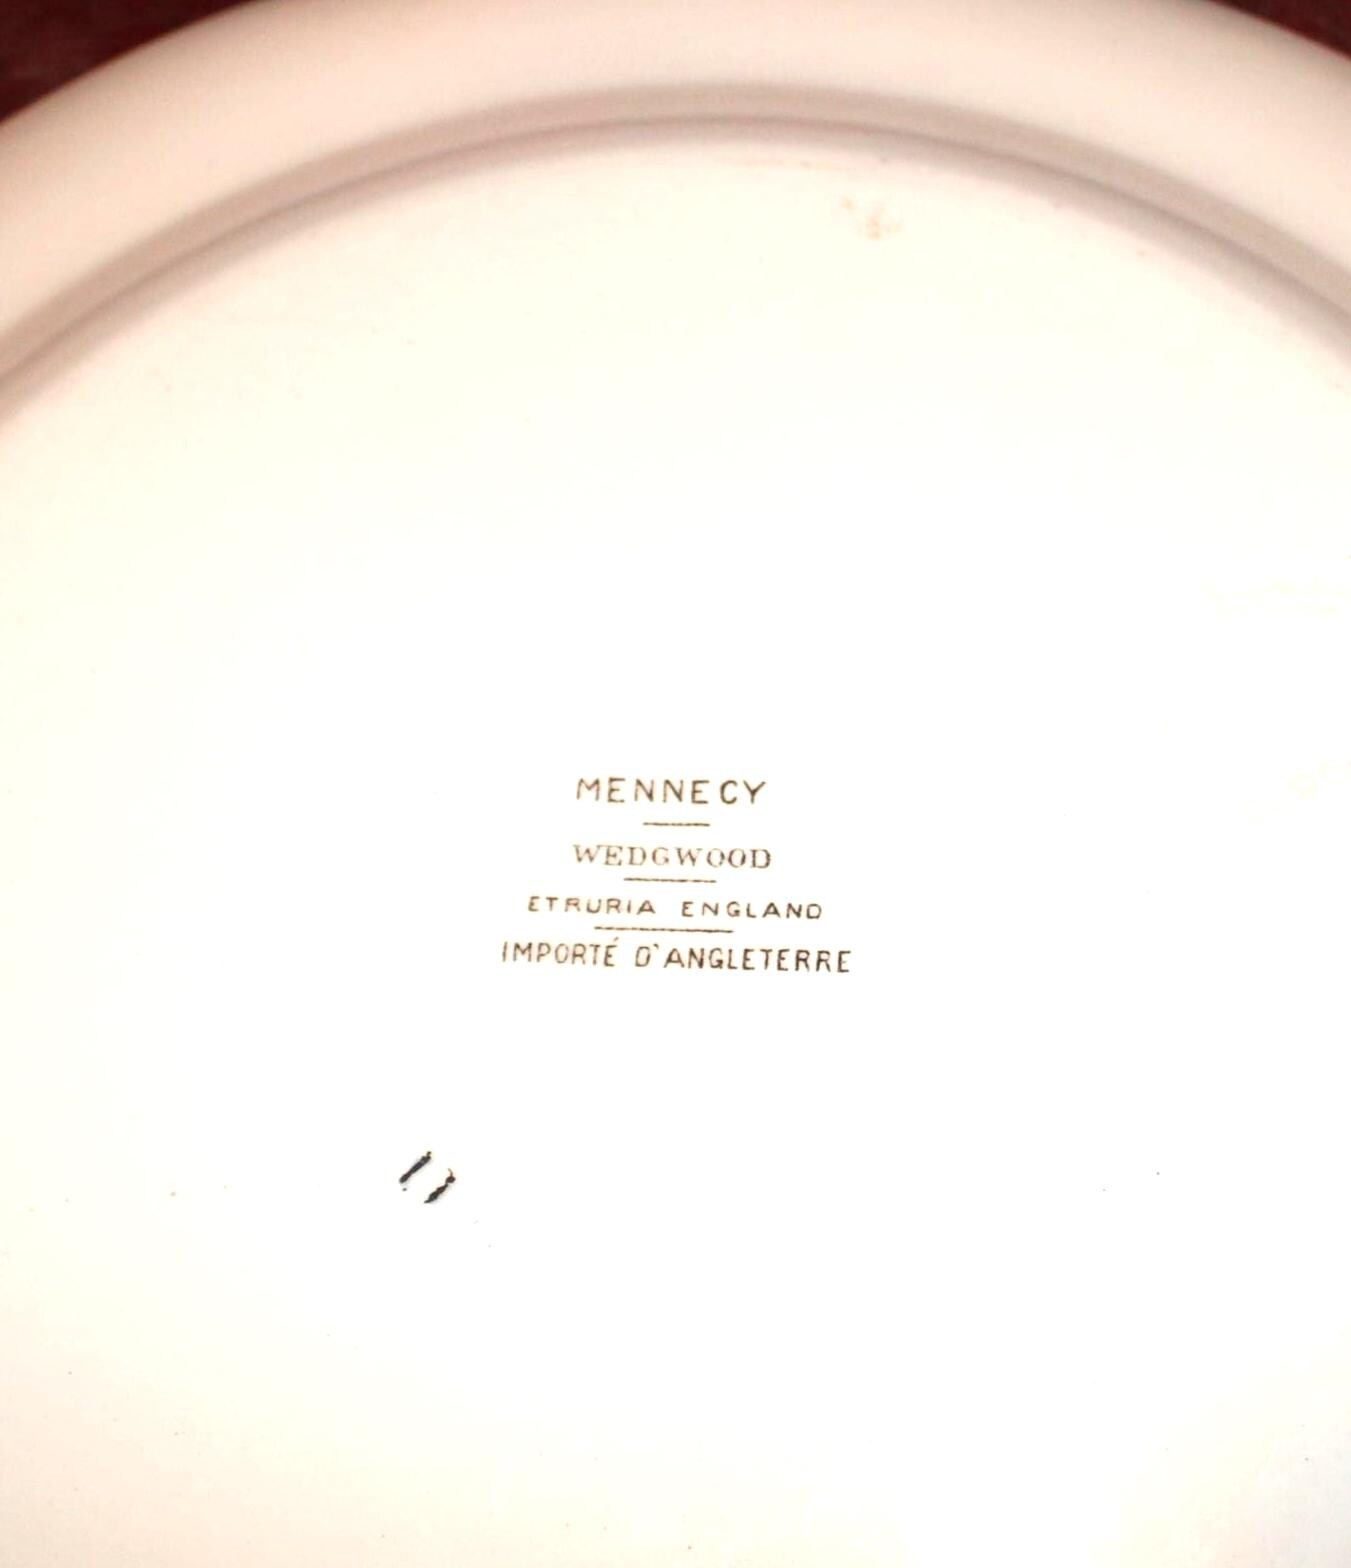 MENNECY
WEDGWOOD
ETRURIA ENGLAND
IMPORTÉ D'ANGLETERRE